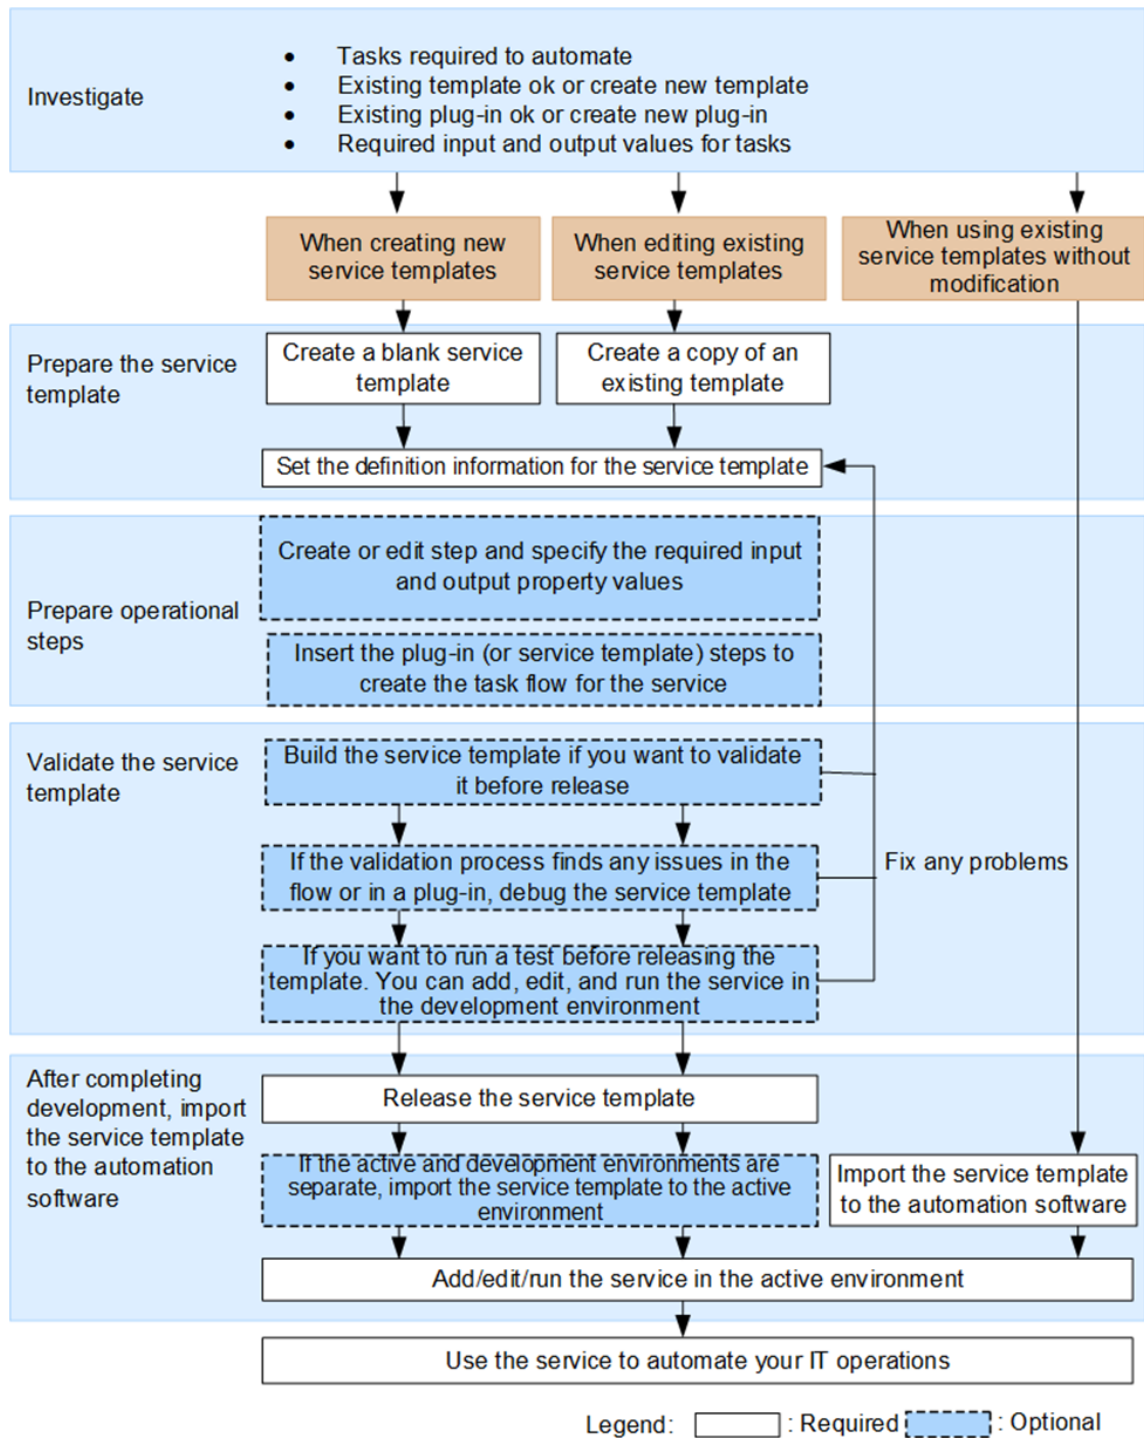 Investigate
• Tasks required to automate
• Existing template ok or create new template
• Existing plug-in ok or create new plug-in
• Required input and output values for tasks
When creating new
service templates
When editing existing
service templates
When using existing
service templates without
modification
Prepare the service
template
Create a blank service
template
Create a copy of an
existing template
Set the definition information for the service template
Prepare operational
steps
Create or edit step and specify the required input
and output property values
Insert the plug-in (or service template) steps to
create the task flow for the service
Validate the service
template
Build the service template if you want to validate
it before release
If the validation process finds any issues in the
flow or in a plug-in, debug the service template
Fix any problems
If you want to run a test before releasing the
template. You can add, edit, and run the service in
the development environment
After completing
development, import
the service template
to the automation
software
Release the service template
If the active and development environments are
separate, import the service template to the active
environment
Import the service template
to the automation software
Add/edit/run the service in the active environment
Use the service to automate your IT operations
Legend: : Required : Optional